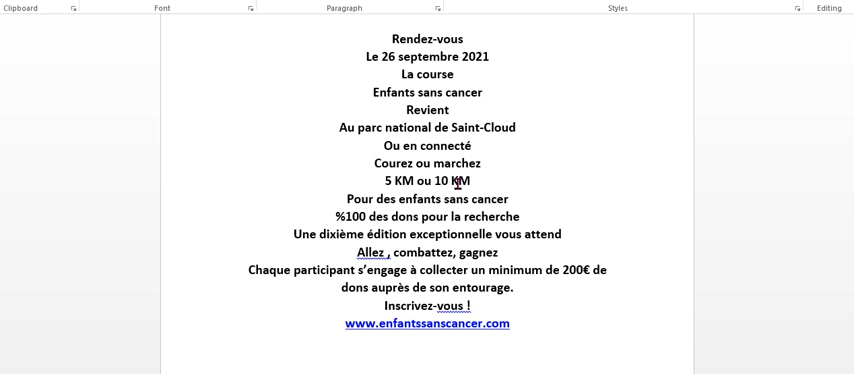 Clipboard Font Paragraph Styles Editing
Rendez-vous
Le 26 septembre 2021
La course
Enfants sans cancer
Revient
Au parc national de Saint-Cloud
Ou en connecté
Courez ou marchez
5 KM ou 10 KM
Pour des enfants sans cancer
%100 des dons pour la recherche
Une dixième édition exceptionnelle vous attend
Allez , combattez, gagnez
Chaque participant s’engage à collecter un minimum de 200€ de
dons auprès de son entourage.
Inscrivez-vous !
www.enfantssanscancer.com